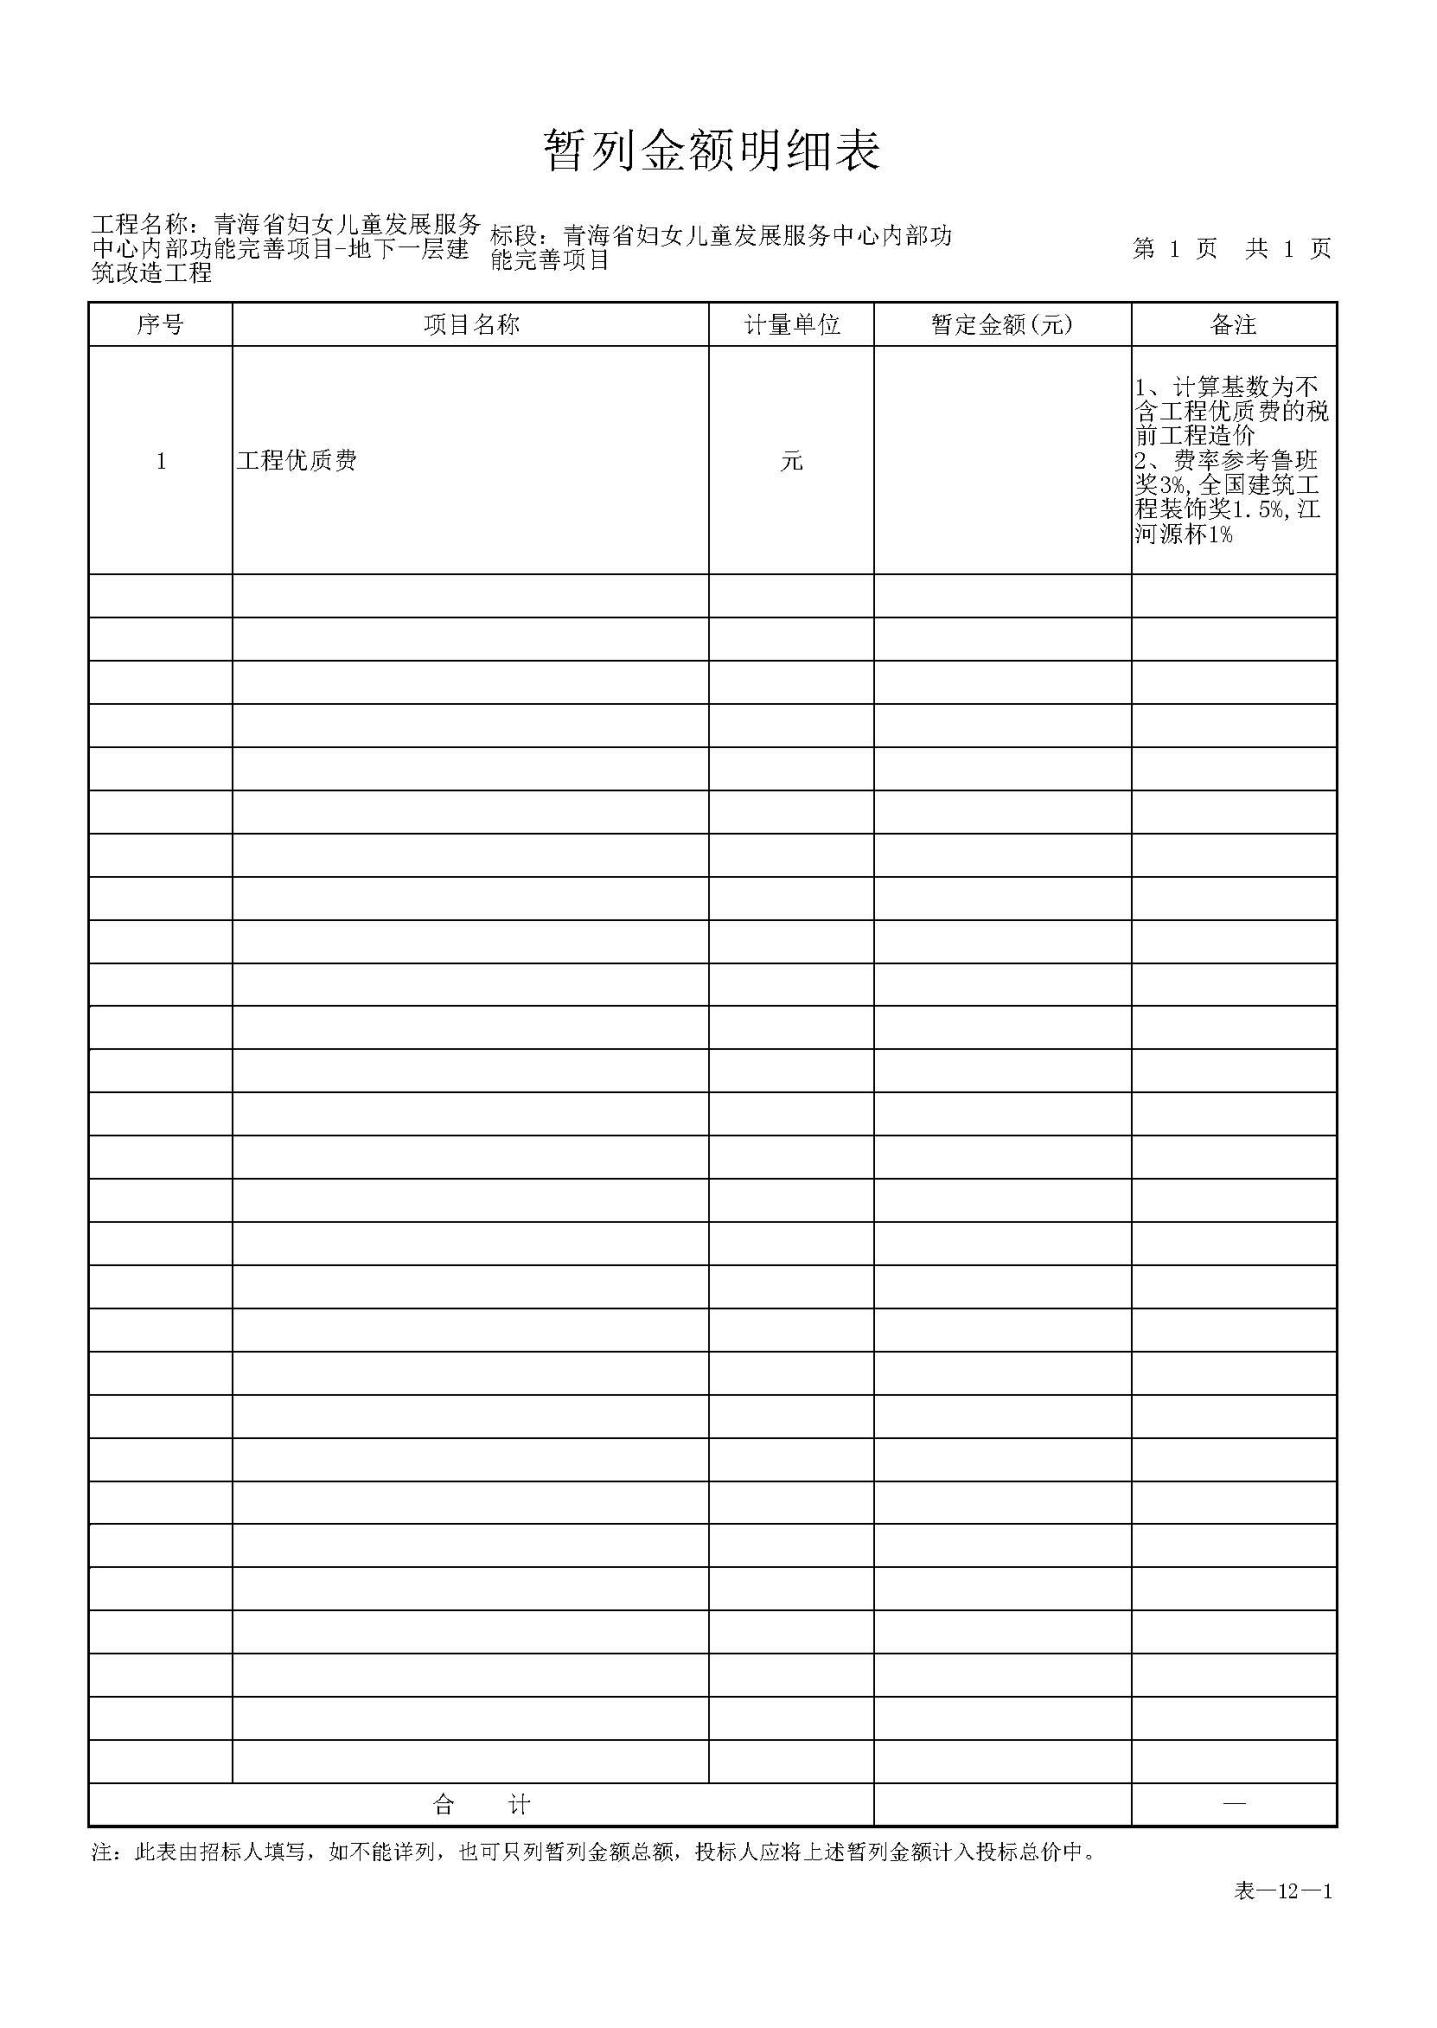 暂列金额明细表
工程名称：青海省妇女儿童发展服务
中心内部功能完善项目-地下一层建
筑改造工程
标段：青海省妇女儿童发展服务中心内部功
能完善项目
第 1 页 共 1 页
序号 项目名称 计量单位 暂定金额(元) 备注
1 工程优质费 元
1、计算基数为不
含工程优质费的税
前工程造价
2、费率参考鲁班
奖3%,全国建筑工
程装饰奖1.5%,江
河源杯1%
合 计 —
注：此表由招标人填写，如不能详列，也可只列暂列金额总额，投标人应将上述暂列金额计入投标总价中。
表—12—1